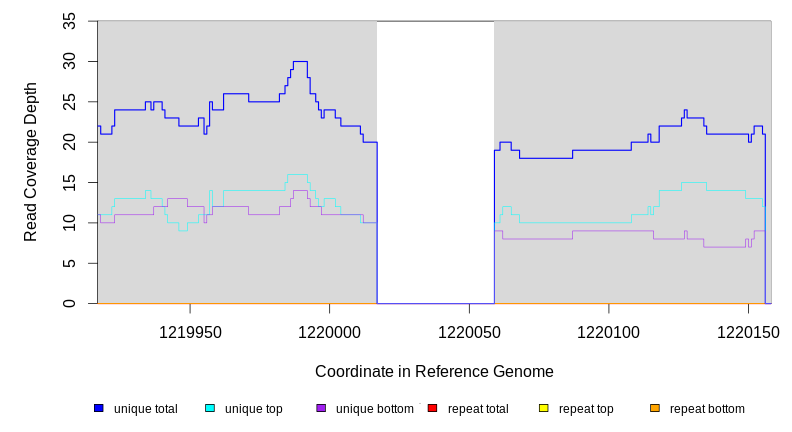 35
30
25
20
15
10
5
0
Read Coverage Depth
1219950 1220000 1220050 1220100 1220150
Coordinate in Reference Genome
unique total unique top unique bottom repeat total repeat top repeat bottom